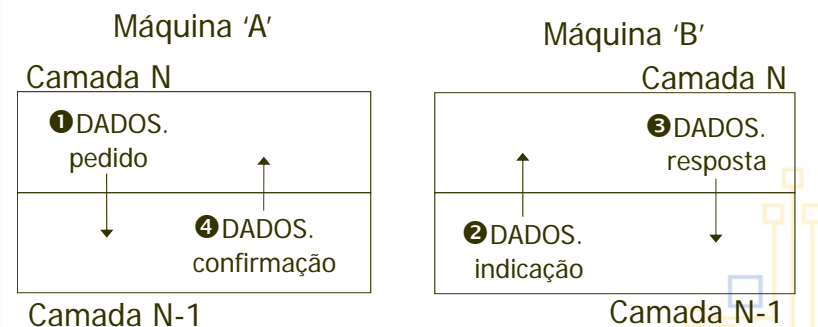 Máquina ‘A’
Camada N
❶DADOS.
pedido
❹DADOS.
confirmação
Camada N-1
Máquina ‘B’
Camada N
❸DADOS.
resposta
❷DADOS.
indicação
Camada N-1